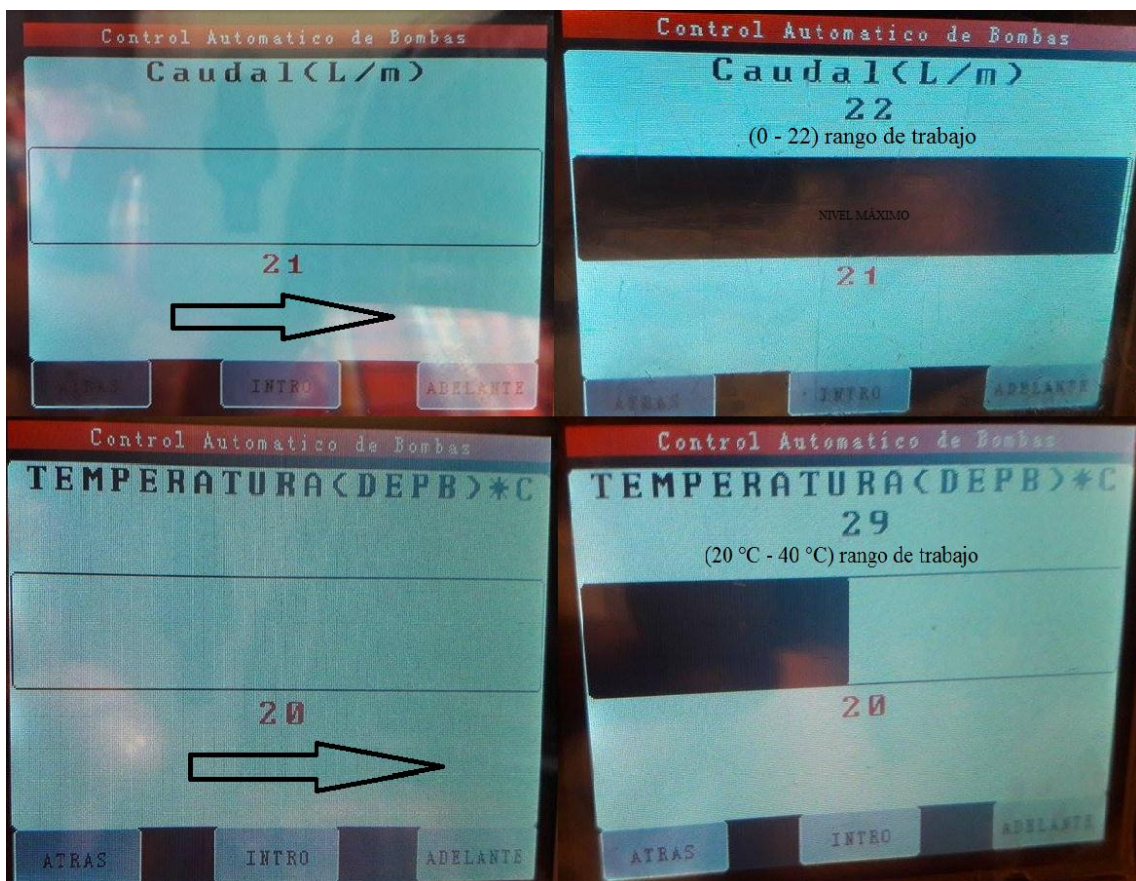 Control Automatico de Bombas
Caudal(L/m)
21
ATRAS
INTRO
ADELANTE
Control Automatico de Bombas
Caudal(L/m)
22
(0 - 22) rango de trabajo
NIVEL MÁXIMO
21
ATRAS
INTRO
ADELANTE
Control Automatico de Bombas
TEMPERATURA(DEPB)*C
20
ATRAS
INTRO
ADELANTE
Control Automatico de Bombas
TEMPERATURA(DEPB)*C
29
(20 °C - 40 °C) rango de trabajo
20
ATRAS
INTRO
ADELANTE